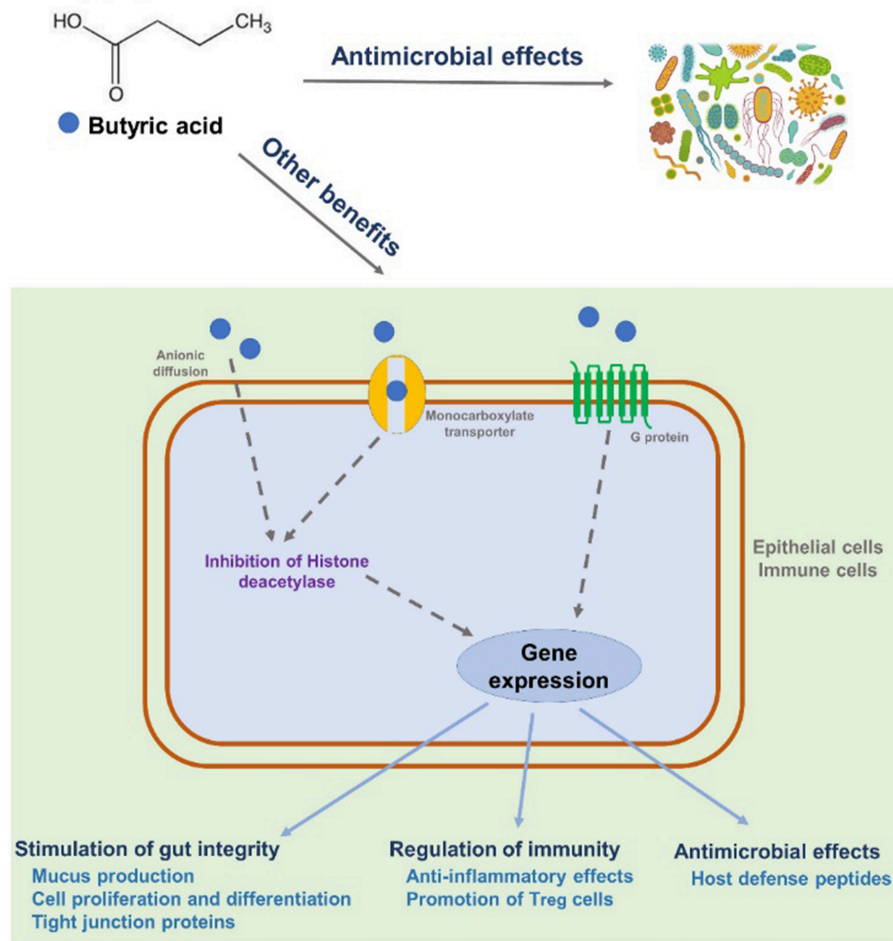 HO
CH₃
O
Antimicrobial effects
Butyric acid
Other benefits
Anionic
diffusion
Monocarboxylate
transporter
G protein
Inhibition of Histone
deacetylase
Epithelial cells
Immune cells
Gene
expression
Stimulation of gut integrity
Mucus production
Cell proliferation and differentiation
Tight junction proteins
Regulation of immunity
Anti-inflammatory effects
Promotion of Treg cells
Antimicrobial effects
Host defense peptides